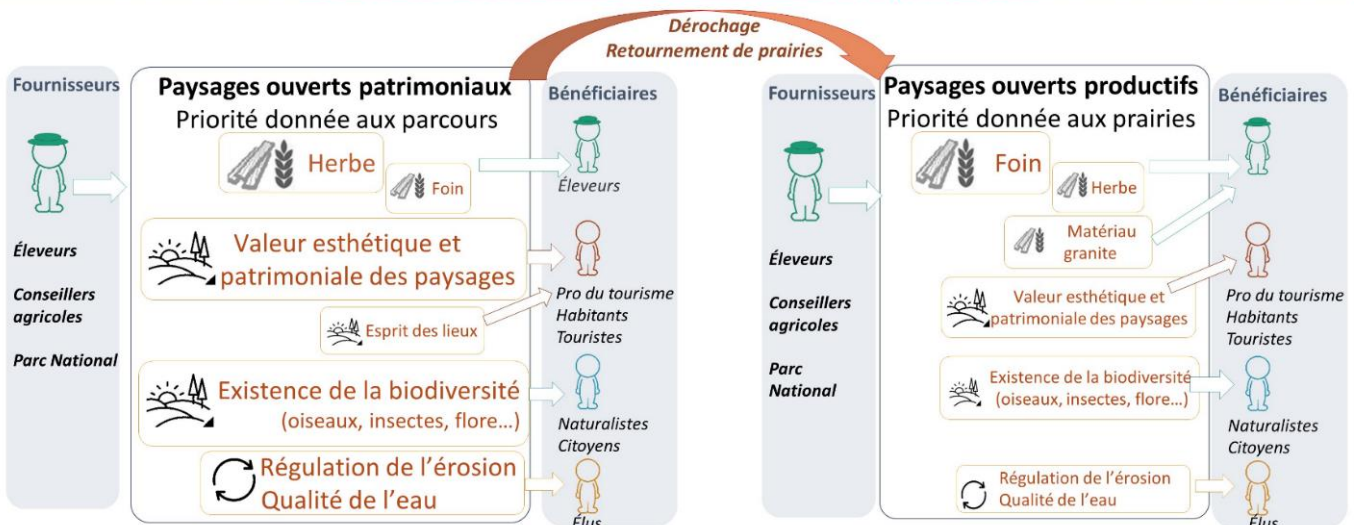 Dérochage
Retournement de prairies
Fournisseurs
Éleveurs
Conseillers
agricoles
Parc National
Paysages ouverts patrimoniaux
Priorité donnée aux parcours
Herbe
Foin
Valeur esthétique et
patrimoniale des paysages
Esprit des lieux
Existence de la biodiversité
(oiseaux, insectes, flore...)
Régulation de l'érosion
Qualité de l'eau
Bénéficiaires
Éleveurs
Pro du tourisme
Habitants
Touristes
Naturalistes
Citoyens
Élus
Fournisseurs
Éleveurs
Conseillers
agricoles
Parc
National
Paysages ouverts productifs
Priorité donnée aux prairies
Foin
Herbe
Matériau
granite
Valeur esthétique et
patrimoniale des paysages
Existence de la biodiversité
(oiseaux, insectes, flore...)
Régulation de l'érosion
Qualité de l'eau
Bénéficiaires
Pro du tourisme
Habitants
Touristes
Naturalistes
Citoyens
Élus